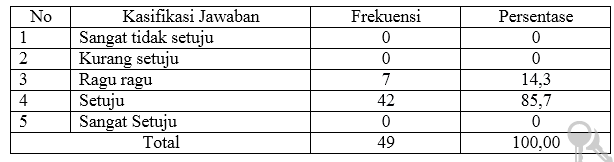 No Kasifikasi Jawaban Frekuensi Persentase
1 Sangat tidak setuju 0 0
2 Kurang setuju 0 0
3 Ragu ragu 7 14,3
4 Setuju 42 85,7
5 Sangat Setuju 0 0
Total 49 100,00